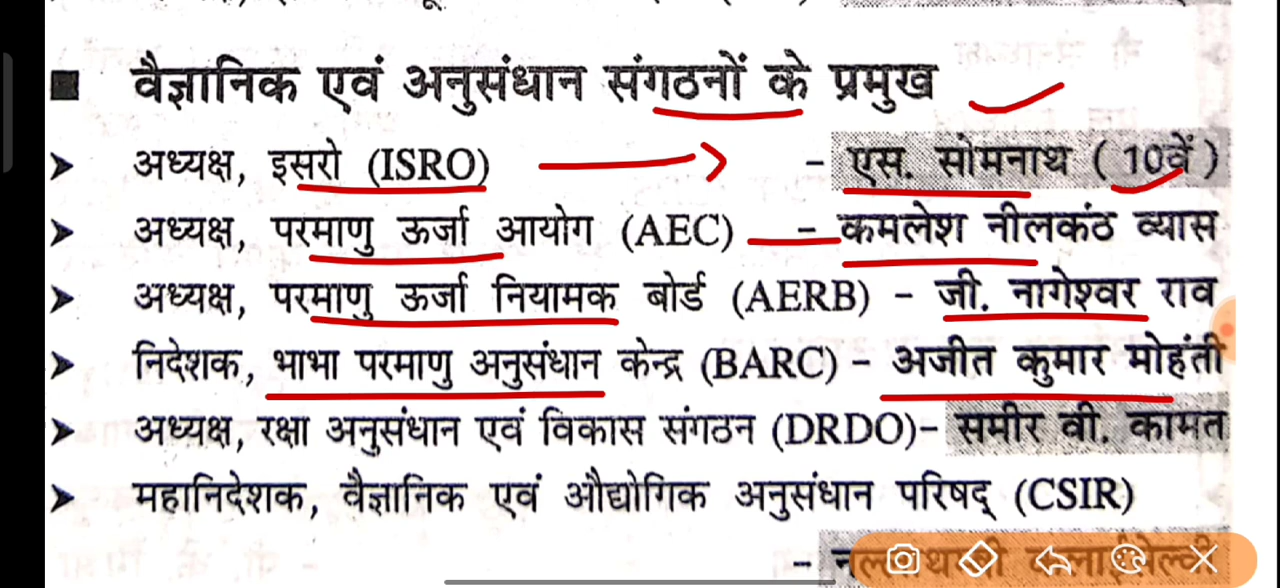 ■ वैज्ञानिक एवं अनुसंधान संगठनों के प्रमुख
➤ अध्यक्ष, इसरो (ISRO) - एस. सोमनाथ ( 10वें )
➤ अध्यक्ष, परमाणु ऊर्जा आयोग (AEC) - कमलेश नीलकंठ व्यास
➤ अध्यक्ष, परमाणु ऊर्जा नियामक बोर्ड (AERB) - जी. नागेश्वर राव
➤ निदेशक, भाभा परमाणु अनुसंधान केन्द्र (BARC) - अजीत कुमार मोहंती
➤ अध्यक्ष, रक्षा अनुसंधान एवं विकास संगठन (DRDO)- समीर वी. कामत
➤ महानिदेशक, वैज्ञानिक एवं औद्योगिक अनुसंधान परिषद् (CSIR)
-